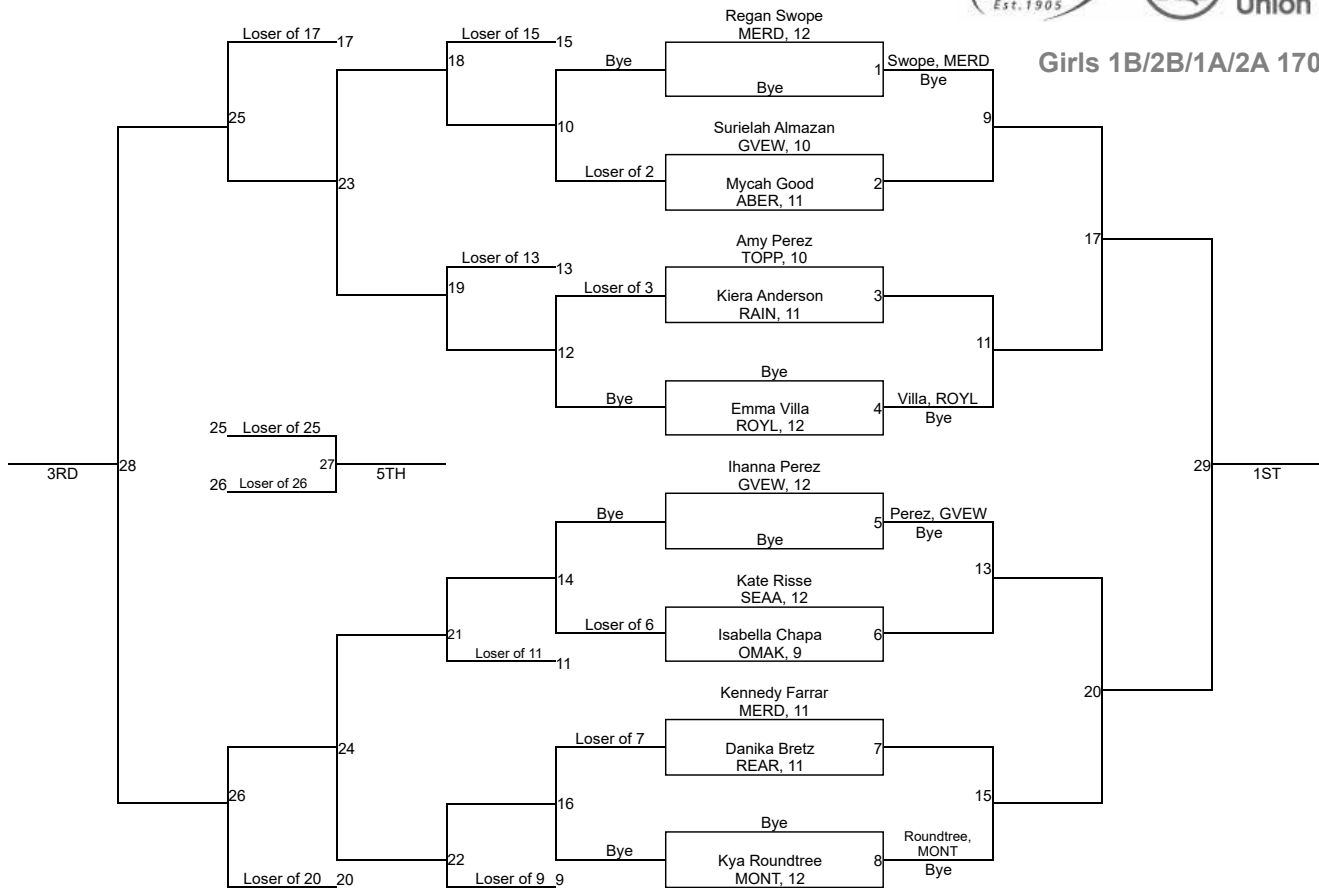 Est. 1905
Union
Girls 1B/2B/1A/2A 170
Regan Swope
MERD, 12
Loser of 17 17
Loser of 15 15
18
Bye
1
Swope, MERD
Bye
Bye
25
10
9
Surielah Almazan
GVEW, 10
Loser of 2
Mycah Good
ABER, 11
2
23
17
Amy Perez
TOPP, 10
Loser of 13 13
19
Loser of 3
Kiera Anderson
RAIN, 11
3
12
11
Bye
Bye
Emma Villa
ROYL, 12
4
Villa, ROYL
Bye
25 Loser of 25
3RD
28
27
5TH
26 Loser of 26
29
1ST
Ihanna Perez
GVEW, 12
Bye
5
Perez, GVEW
Bye
Bye
14
13
Kate Risse
SEAA, 12
21
Loser of 6
Isabella Chapa
OMAK, 9
6
Loser of 11 11
20
Kennedy Farrar
MERD, 11
24
Loser of 7
Danika Bretz
REAR, 11
7
26
16
15
Bye
22
Bye
Kya Roundtree
MONT, 12
8
Roundtree,
MONT
Bye
Loser of 20 20
Loser of 9 9